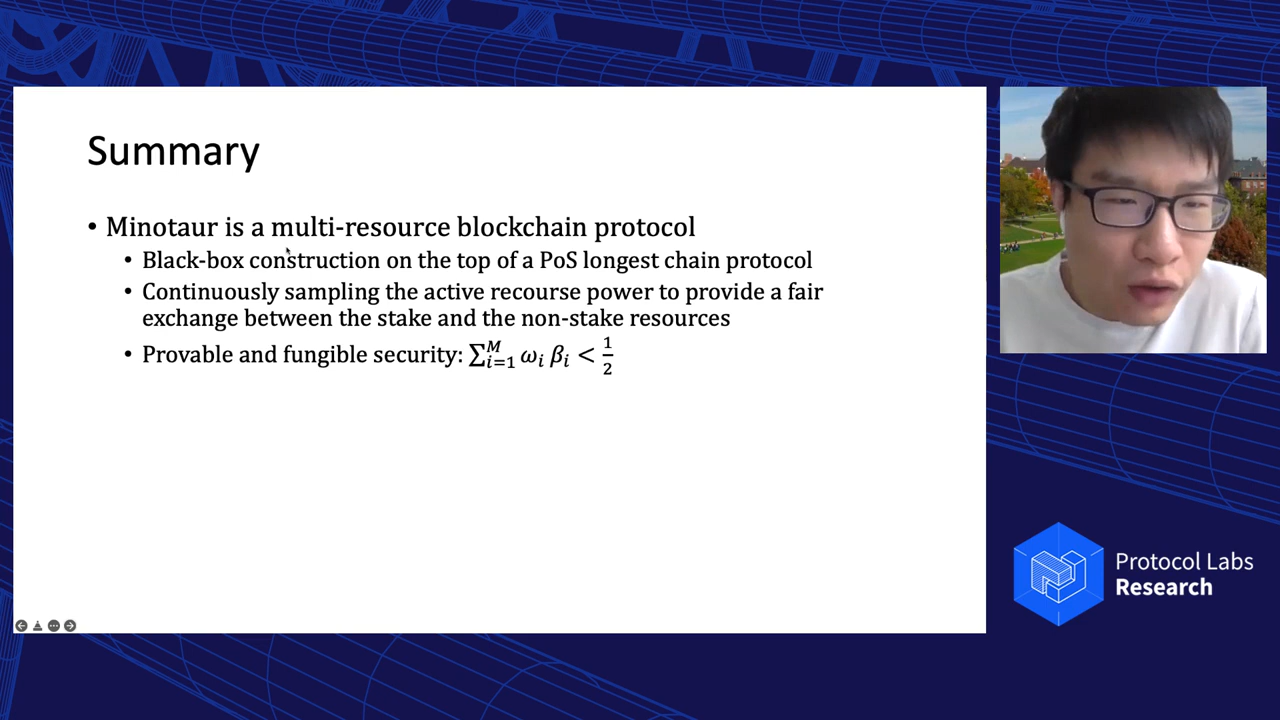 Summary
• Minotaur is a multi-resource blockchain protocol
• Black-box construction on the top of a PoS longest chain protocol
• Continuously sampling the active recourse power to provide a fair
exchange between the stake and the non-stake resources
• Provable and fungible security: ∑ᵢ₌₁ᴹ ωᵢ βᵢ < 1/2
Protocol Labs
Research